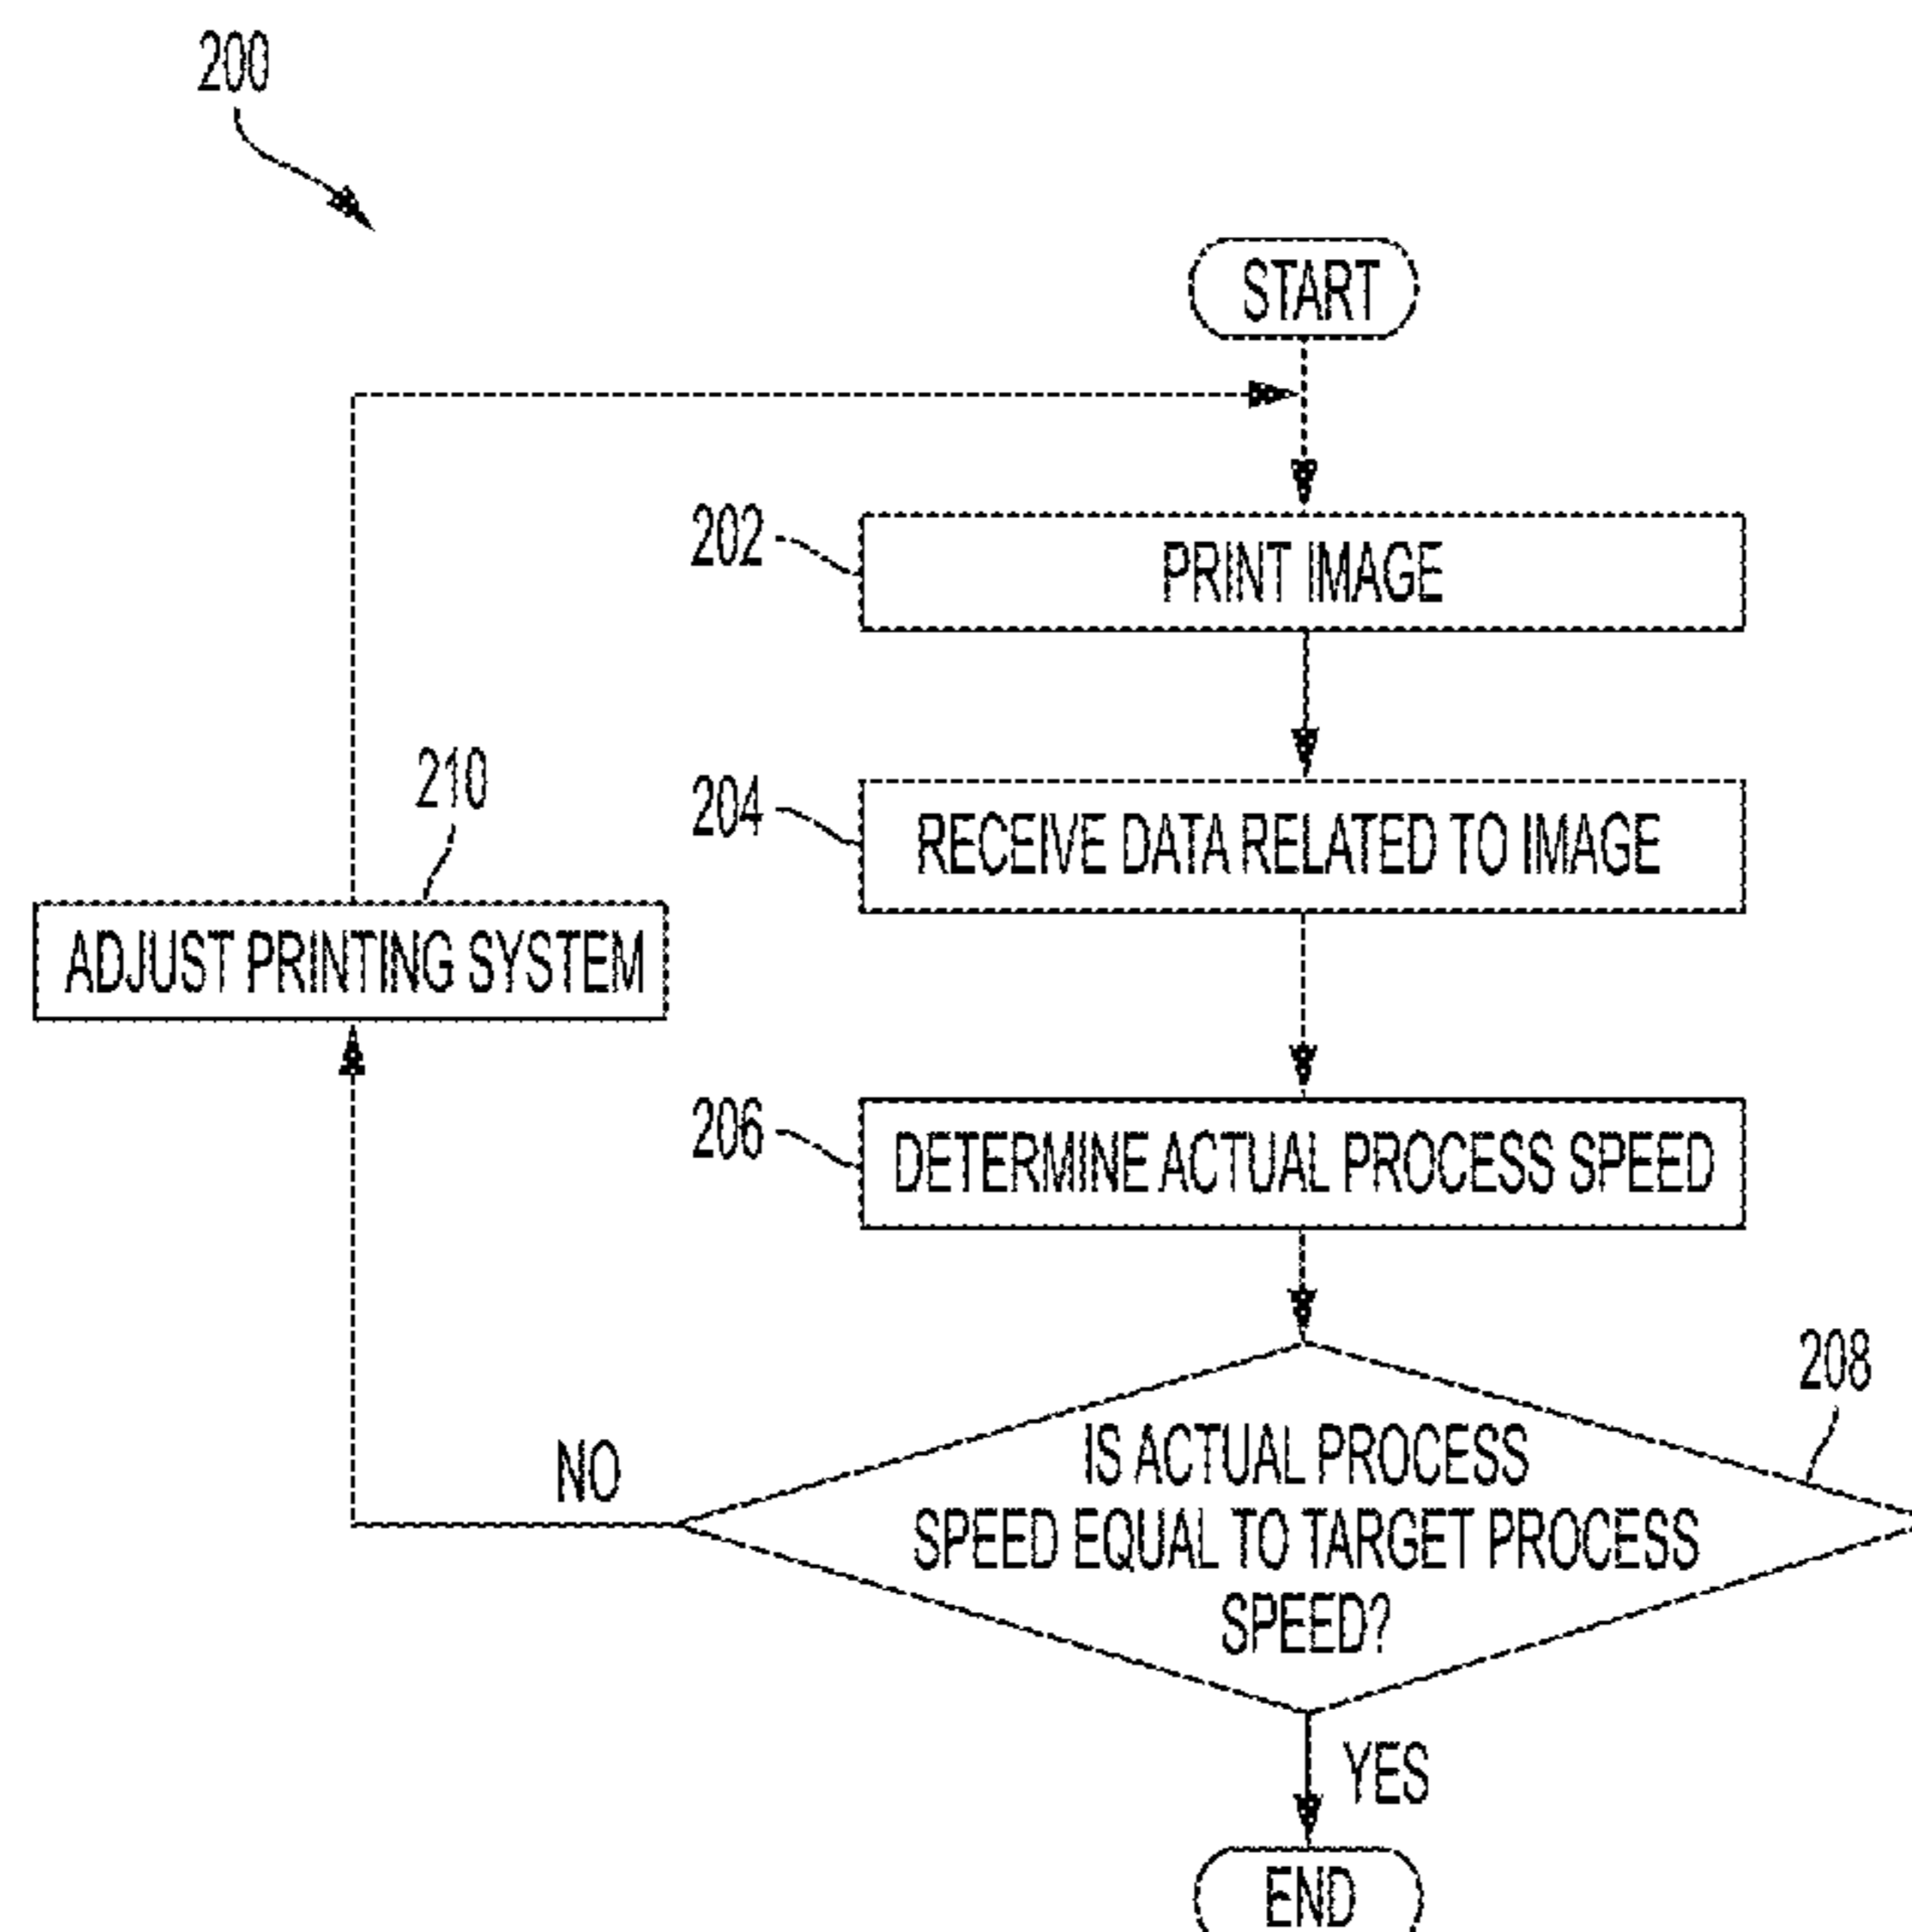 200
START
202
PRINT IMAGE
204
RECEIVE DATA RELATED TO IMAGE
210
ADJUST PRINTING SYSTEM
206
DETERMINE ACTUAL PROCESS SPEED
208
IS ACTUAL PROCESS
SPEED EQUAL TO TARGET PROCESS
SPEED?
NO
YES
END